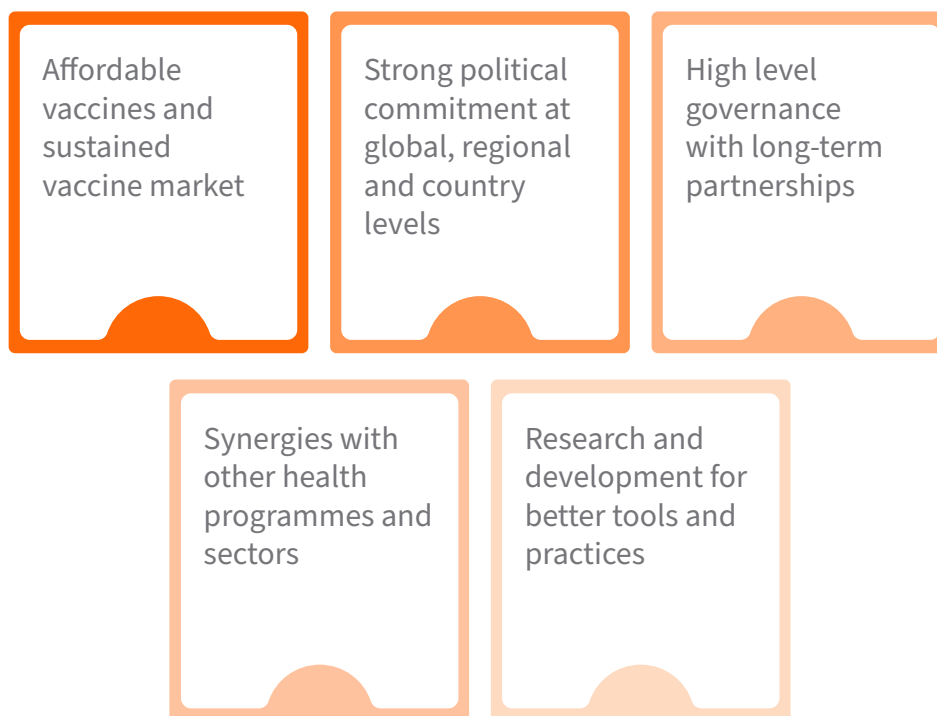 Affordable
vaccines and
sustained
vaccine market
Strong political
commitment at
global, regional
and country
levels
High level
governance
with long-term
partnerships
Synergies with
other health
programmes and
sectors
Research and
development for
better tools and
practices